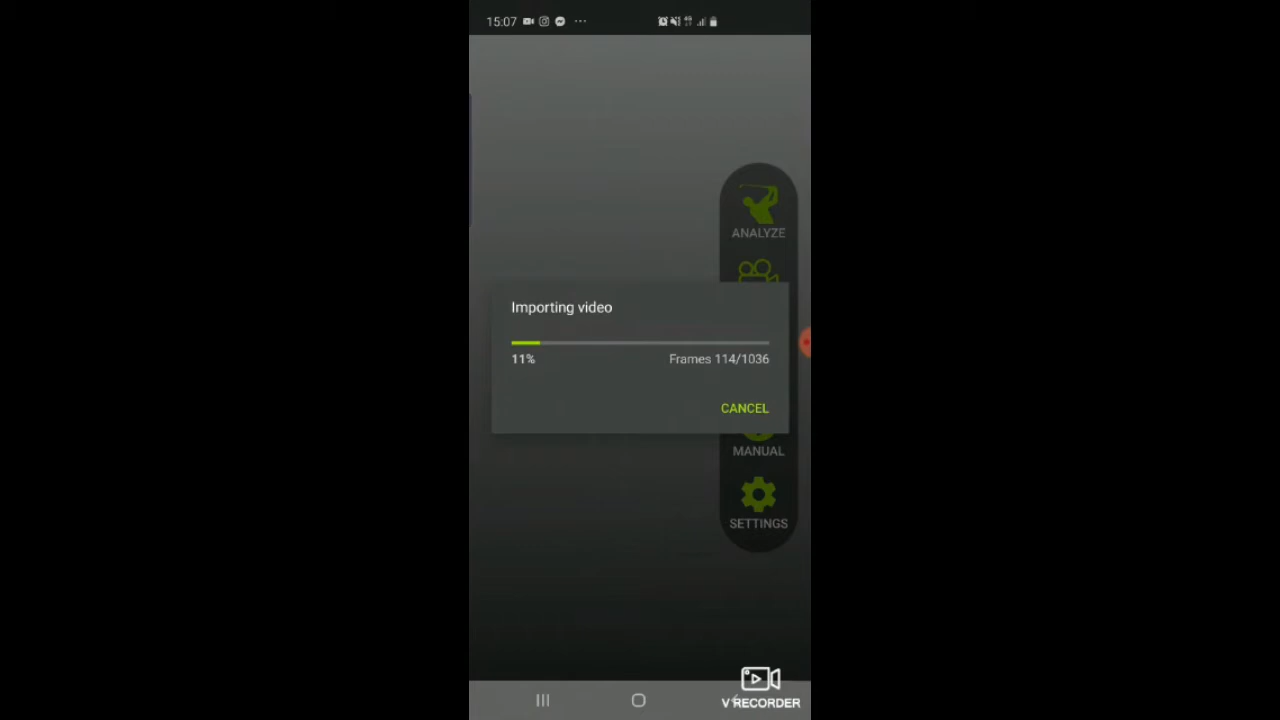 15:07
ANALYZE
Importing video
11%
Frames 114/1036
CANCEL
MANUAL
SETTINGS
V RECORDER